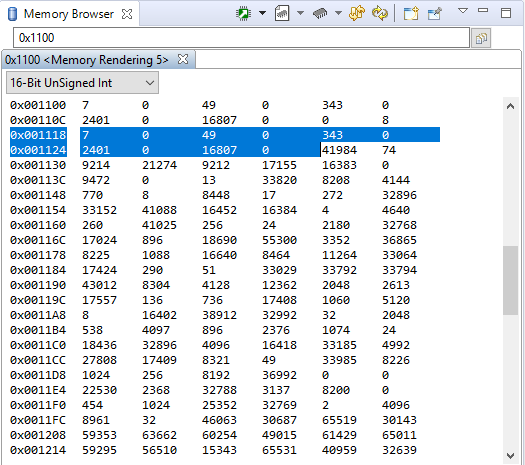 Memory Browser
0x1100
0x1100 <Memory Rendering 5>
16-Bit UnSigned Int
0x001100 7 0 49 0 343 0
0x00110C 2401 0 16807 0 0 8
0x001118 7 0 49 0 343 0
0x001124 2401 0 16807 0 41984 74
0x001130 9214 21274 9212 17155 16383 0
0x00113C 9472 0 13 33820 8208 4144
0x001148 770 8 8448 17 272 32896
0x001154 33152 41088 16452 16384 4 4640
0x001160 260 41025 256 24 2180 32768
0x00116C 17024 896 18690 55300 3352 36865
0x001178 8225 1088 16640 8464 11264 33064
0x001184 17424 290 51 33029 33792 33794
0x001190 43012 8304 4128 12362 2048 2613
0x00119C 17557 136 736 17408 1060 5120
0x0011A8 8 16402 38912 32992 32 2048
0x0011B4 538 4097 896 2376 1074 24
0x0011C0 18436 32896 4096 16418 33185 4992
0x0011CC 27808 17409 8321 49 33985 8226
0x0011D8 1024 256 8192 36992 0 0
0x0011E4 22530 2368 32788 3137 8200 0
0x0011F0 454 1024 25352 32769 2 4096
0x0011FC 8961 32 46063 30687 65519 30143
0x001208 59353 63662 60254 49015 61429 65011
0x001214 59295 56510 15343 65531 40959 32639